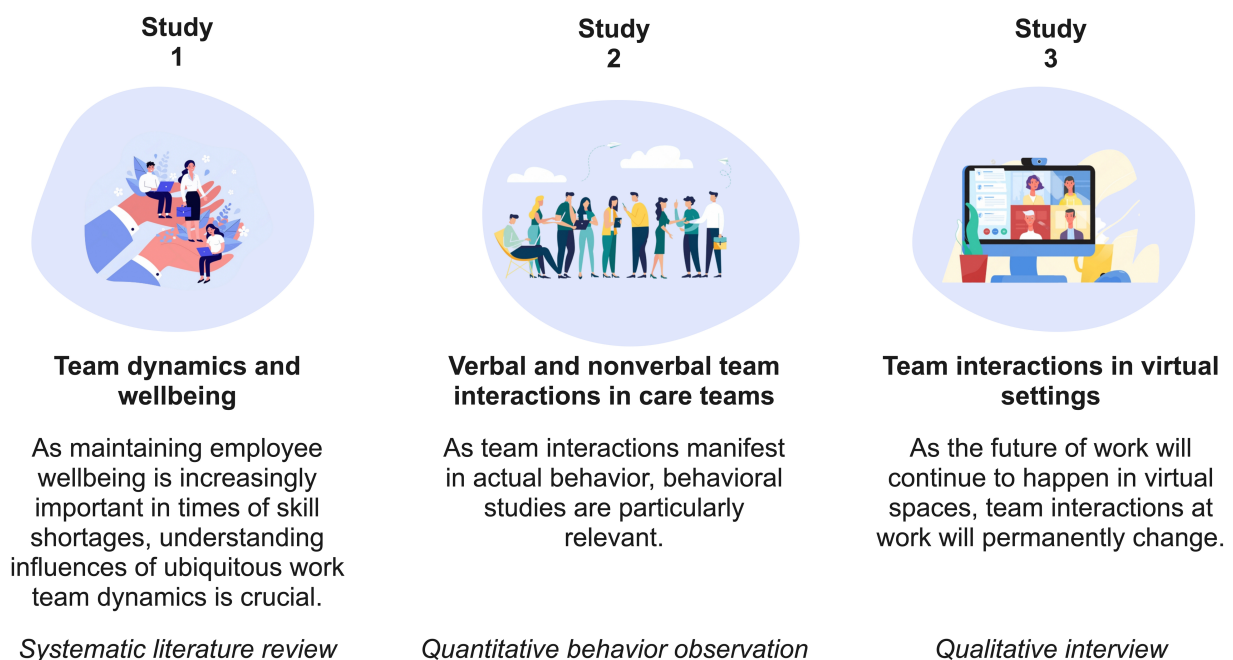 Study
1
Team dynamics and
wellbeing
As maintaining employee
wellbeing is increasingly
important in times of skill
shortages, understanding
influences of ubiquitous work
team dynamics is crucial.
Systematic literature review
Study
2
Verbal and nonverbal team
interactions in care teams
As team interactions manifest
in actual behavior, behavioral
studies are particularly
relevant.
Quantitative behavior observation
Study
3
Team interactions in virtual
settings
As the future of work will
continue to happen in virtual
spaces, team interactions at
work will permanently change.
Qualitative interview